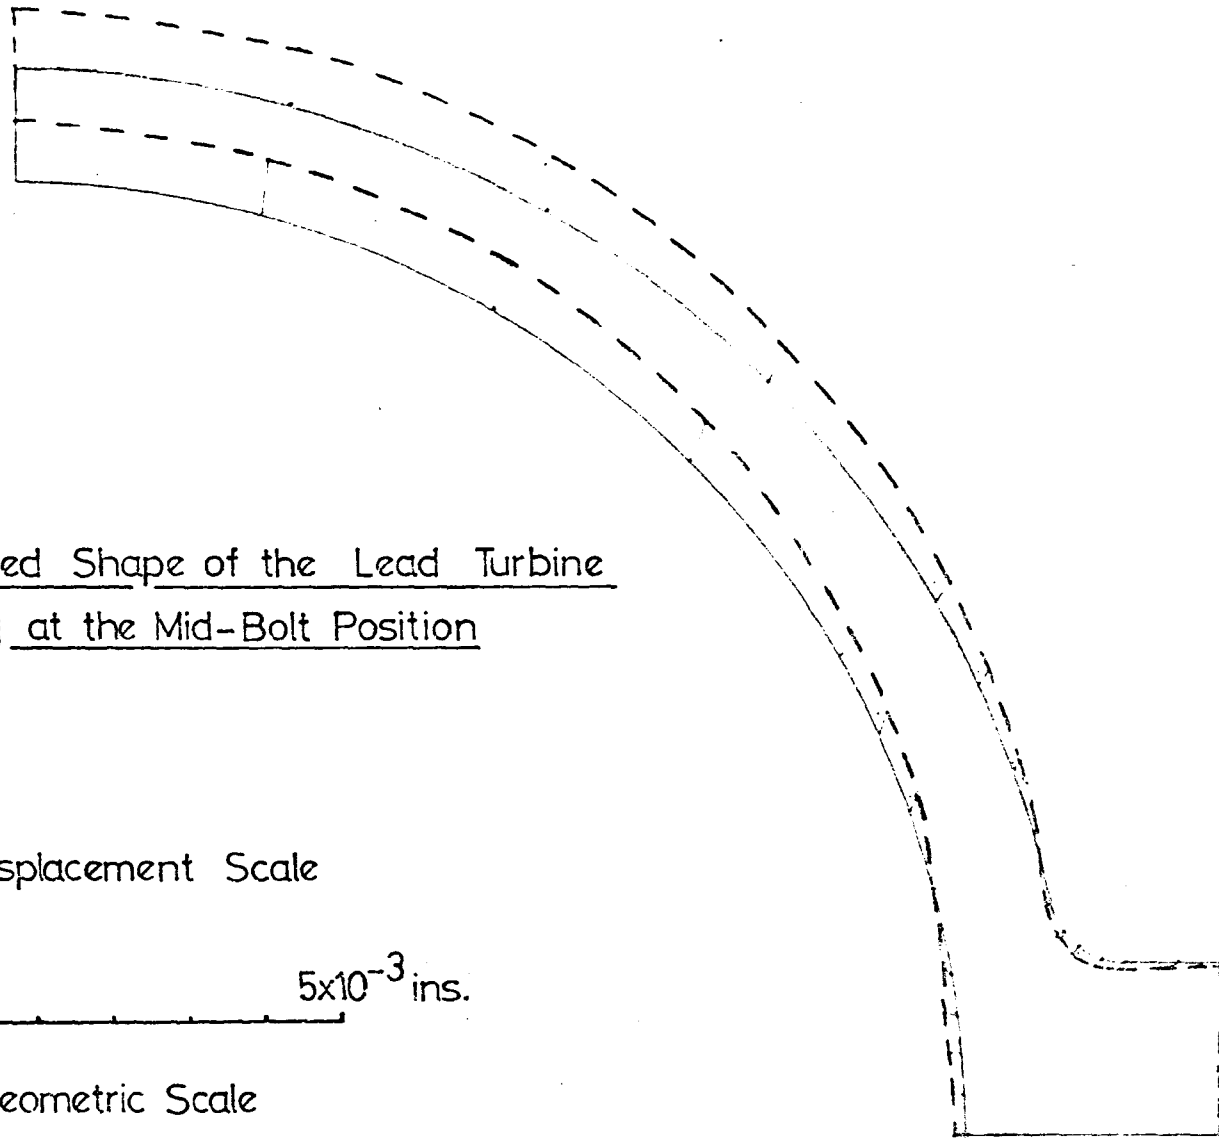 ed Shape of the Lead Turbine
at the Mid-Bolt Position
splacement Scale
5x10⁻³ ins.
eometric Scale